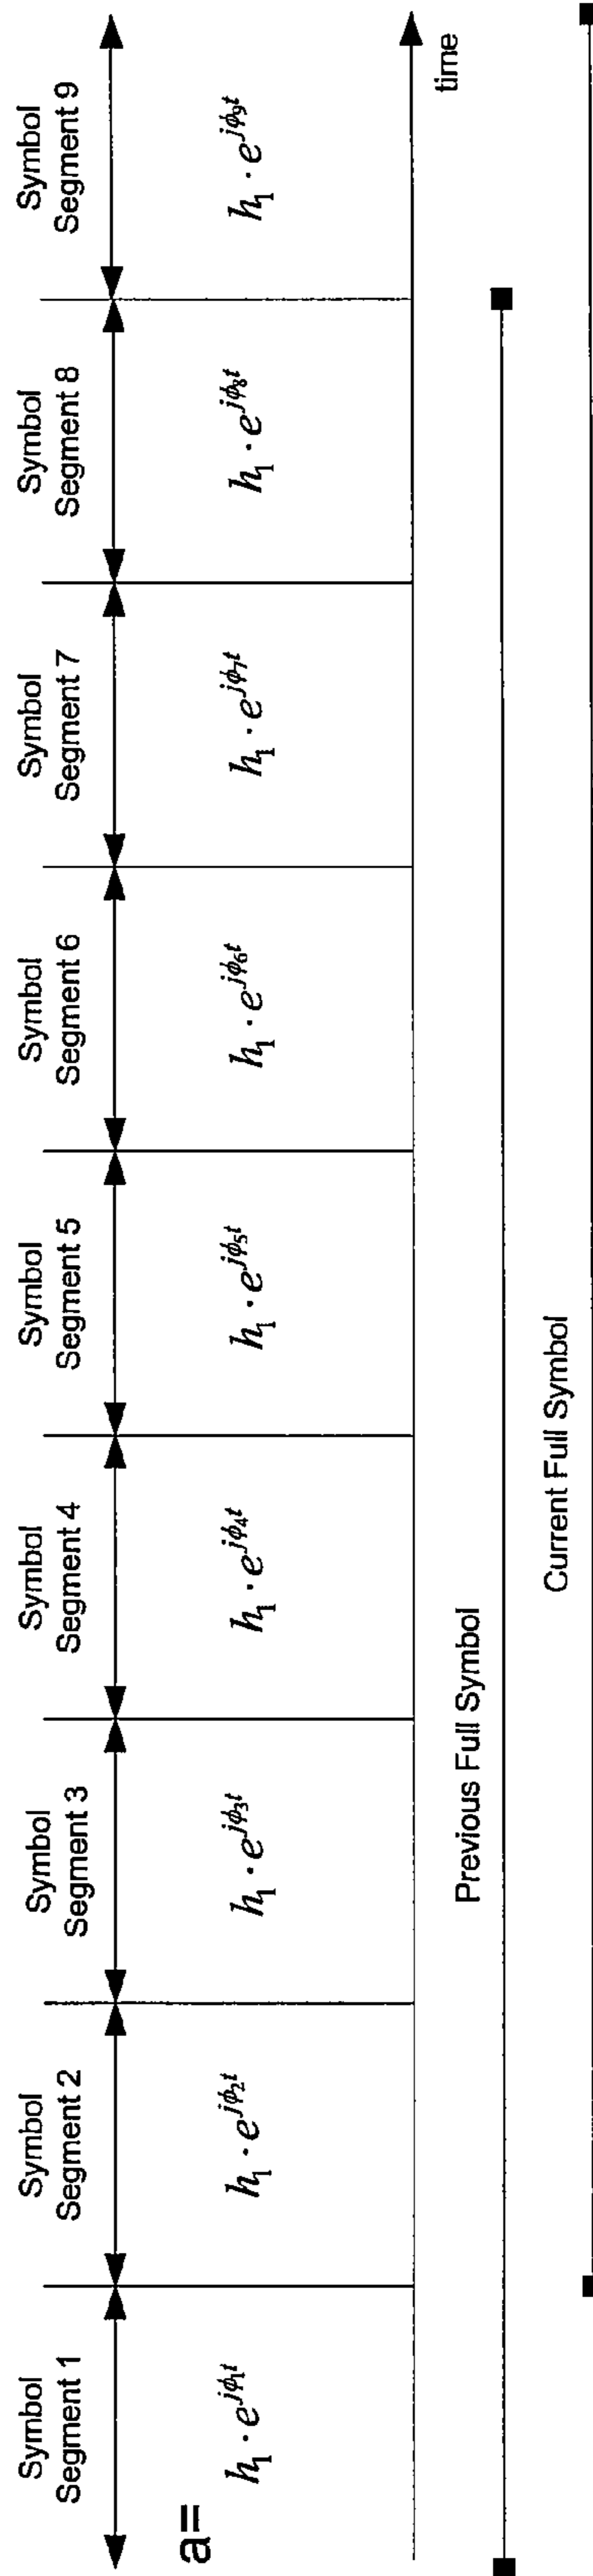 Symbol Segment 1
Symbol Segment 2
Symbol Segment 3
Symbol Segment 4
Symbol Segment 5
Symbol Segment 6
Symbol Segment 7
Symbol Segment 8
Symbol Segment 9
a=
h₁ · e^{jϕ₁t}
h₁ · e^{jϕ₂t}
h₁ · e^{jϕ₃t}
h₁ · e^{jϕ₄t}
h₁ · e^{jϕ₅t}
h₁ · e^{jϕ₆t}
h₁ · e^{jϕ₇t}
h₁ · e^{jϕ₈t}
h₁ · e^{jϕ₉t}
time
Previous Full Symbol
Current Full Symbol